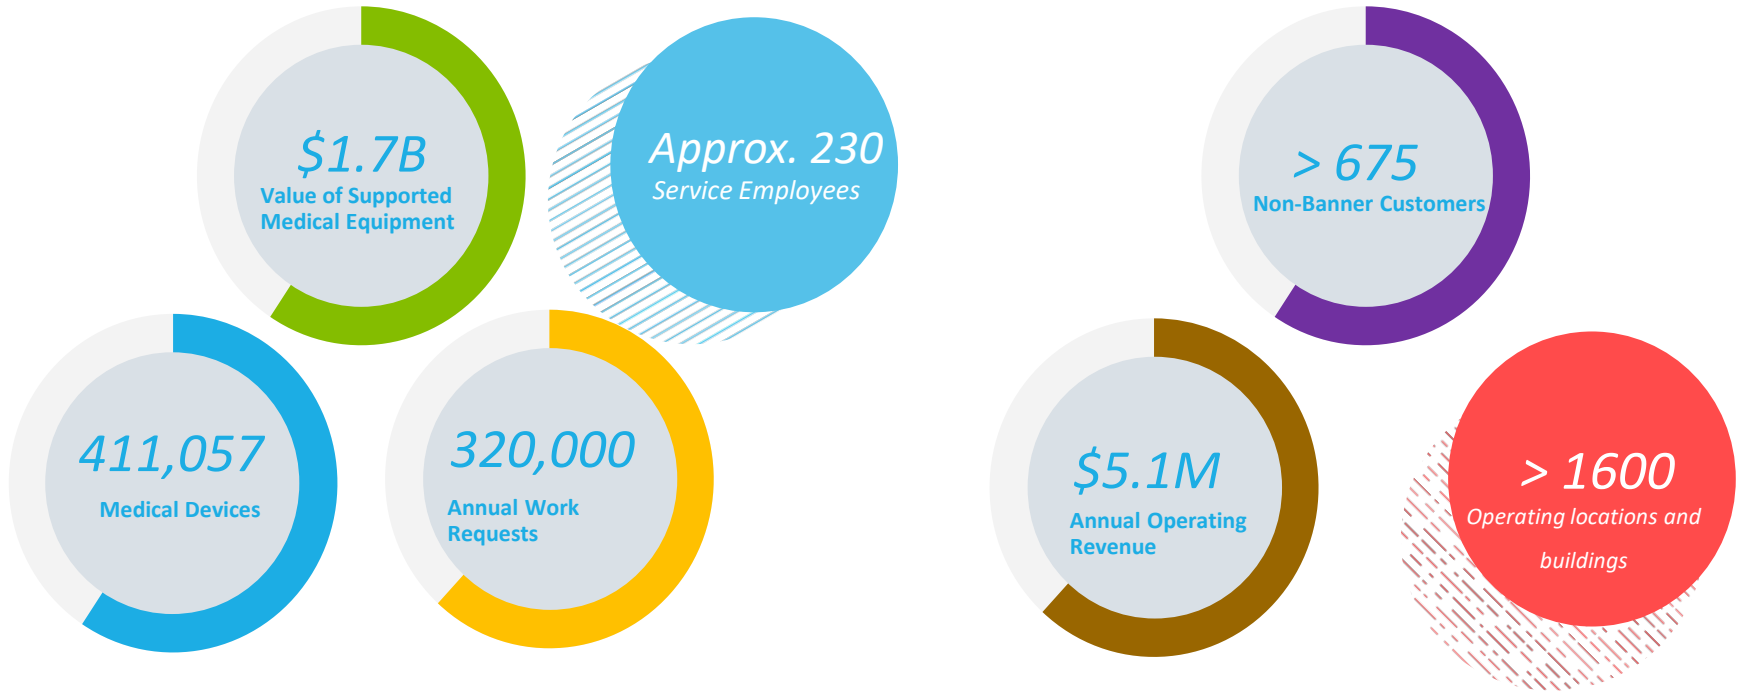 $1.7B
Value of Supported
Medical Equipment
Approx. 230
Service Employees
411,057
Medical Devices
320,000
Annual Work
Requests
> 675
Non-Banner Customers
$5.1M
Annual Operating
Revenue
> 1600
Operating locations and
buildings